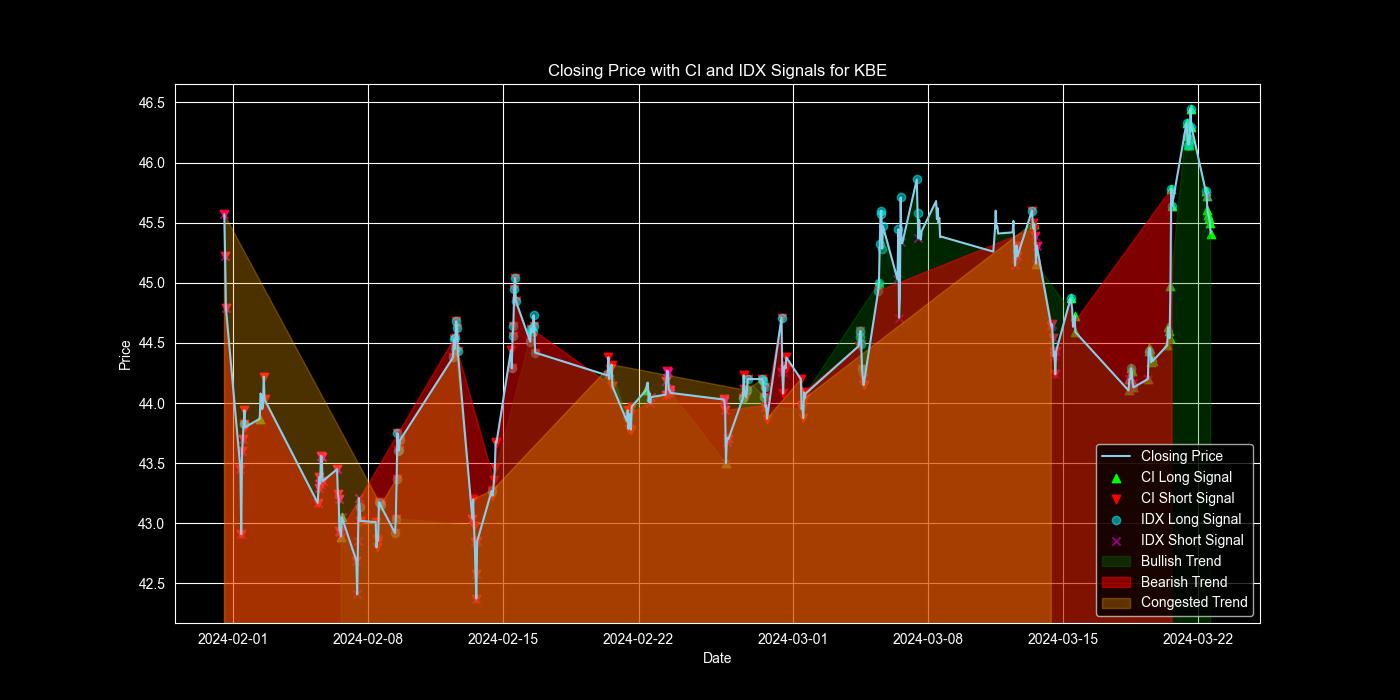 Closing Price with CI and IDX Signals for KBE
46.5
46.0
45.5
45.0
44.5
44.0
43.5
43.0
42.5
Price
Closing Price
CI Long Signal
CI Short Signal
IDX Long Signal
IDX Short Signal
Bullish Trend
Bearish Trend
Congested Trend
2024-02-01
2024-02-08
2024-02-15
2024-02-22
2024-03-01
2024-03-08
2024-03-15
2024-03-22
Date